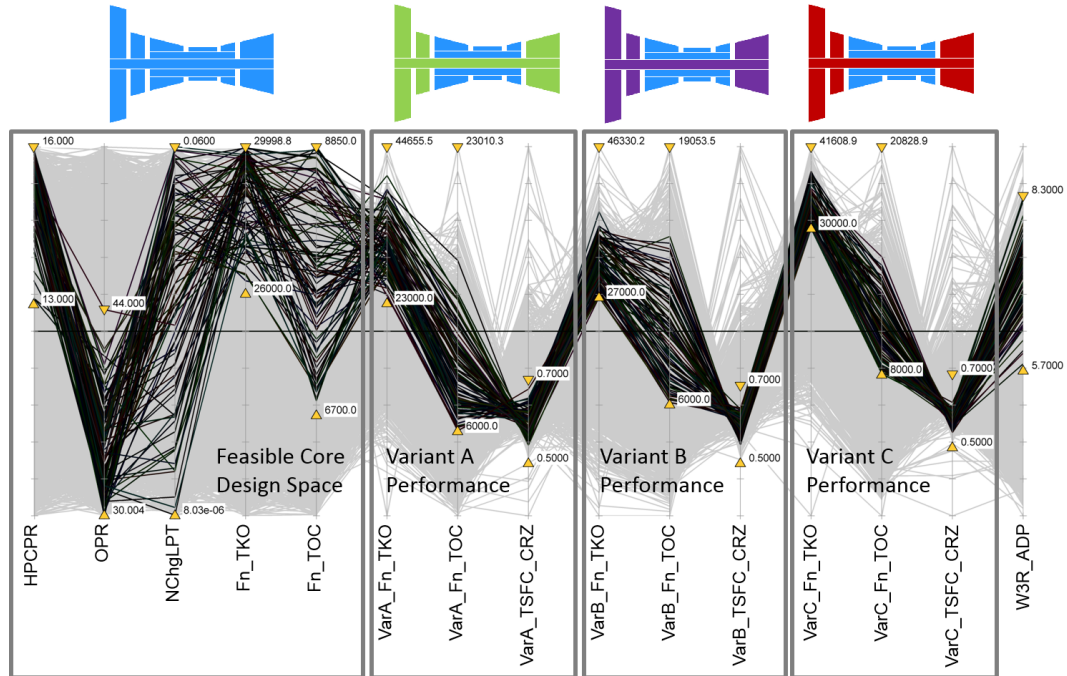 16.000
0.0600
29998.8
8850.0
44655.5
23010.3
46330.2
19053.5
41608.9
20828.9
8.3000
13.000
44.000
26000.0
23000.0
27000.0
30000.0
0.7000
0.7000
0.7000
5.7000
6700.0
6000.0
6000.0
8000.0
0.5000
0.5000
0.5000
30.004
8.03e-06
Feasible Core
Design Space
Variant A
Performance
Variant B
Performance
Variant C
Performance
HPCPR
OPR
NChgLPT
Fn_TKO
Fn_TOC
VarA_Fn_TKO
VarA_Fn_TOC
VarA_TSFC_CRZ
VarB_Fn_TKO
VarB_Fn_TOC
VarB_TSFC_CRZ
VarC_Fn_TKO
VarC_Fn_TOC
VarC_TSFC_CRZ
W3R_ADP